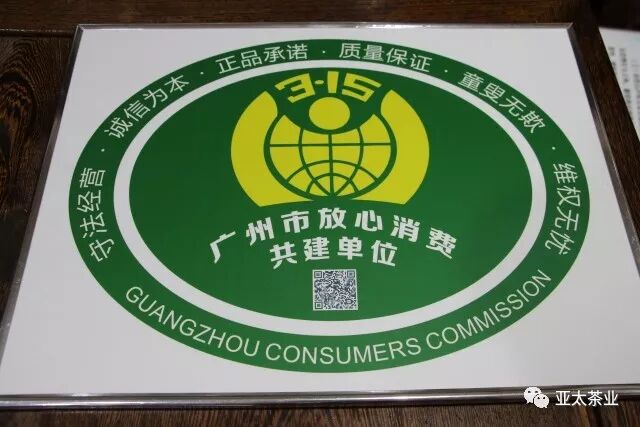 守法经营·诚信为本·正品承诺·质量保证·童叟无欺·维权无忧
3·15
广州市放心消费
共建单位
GUANGZHOU CONSUMERS COMMISSION
亚太茶业